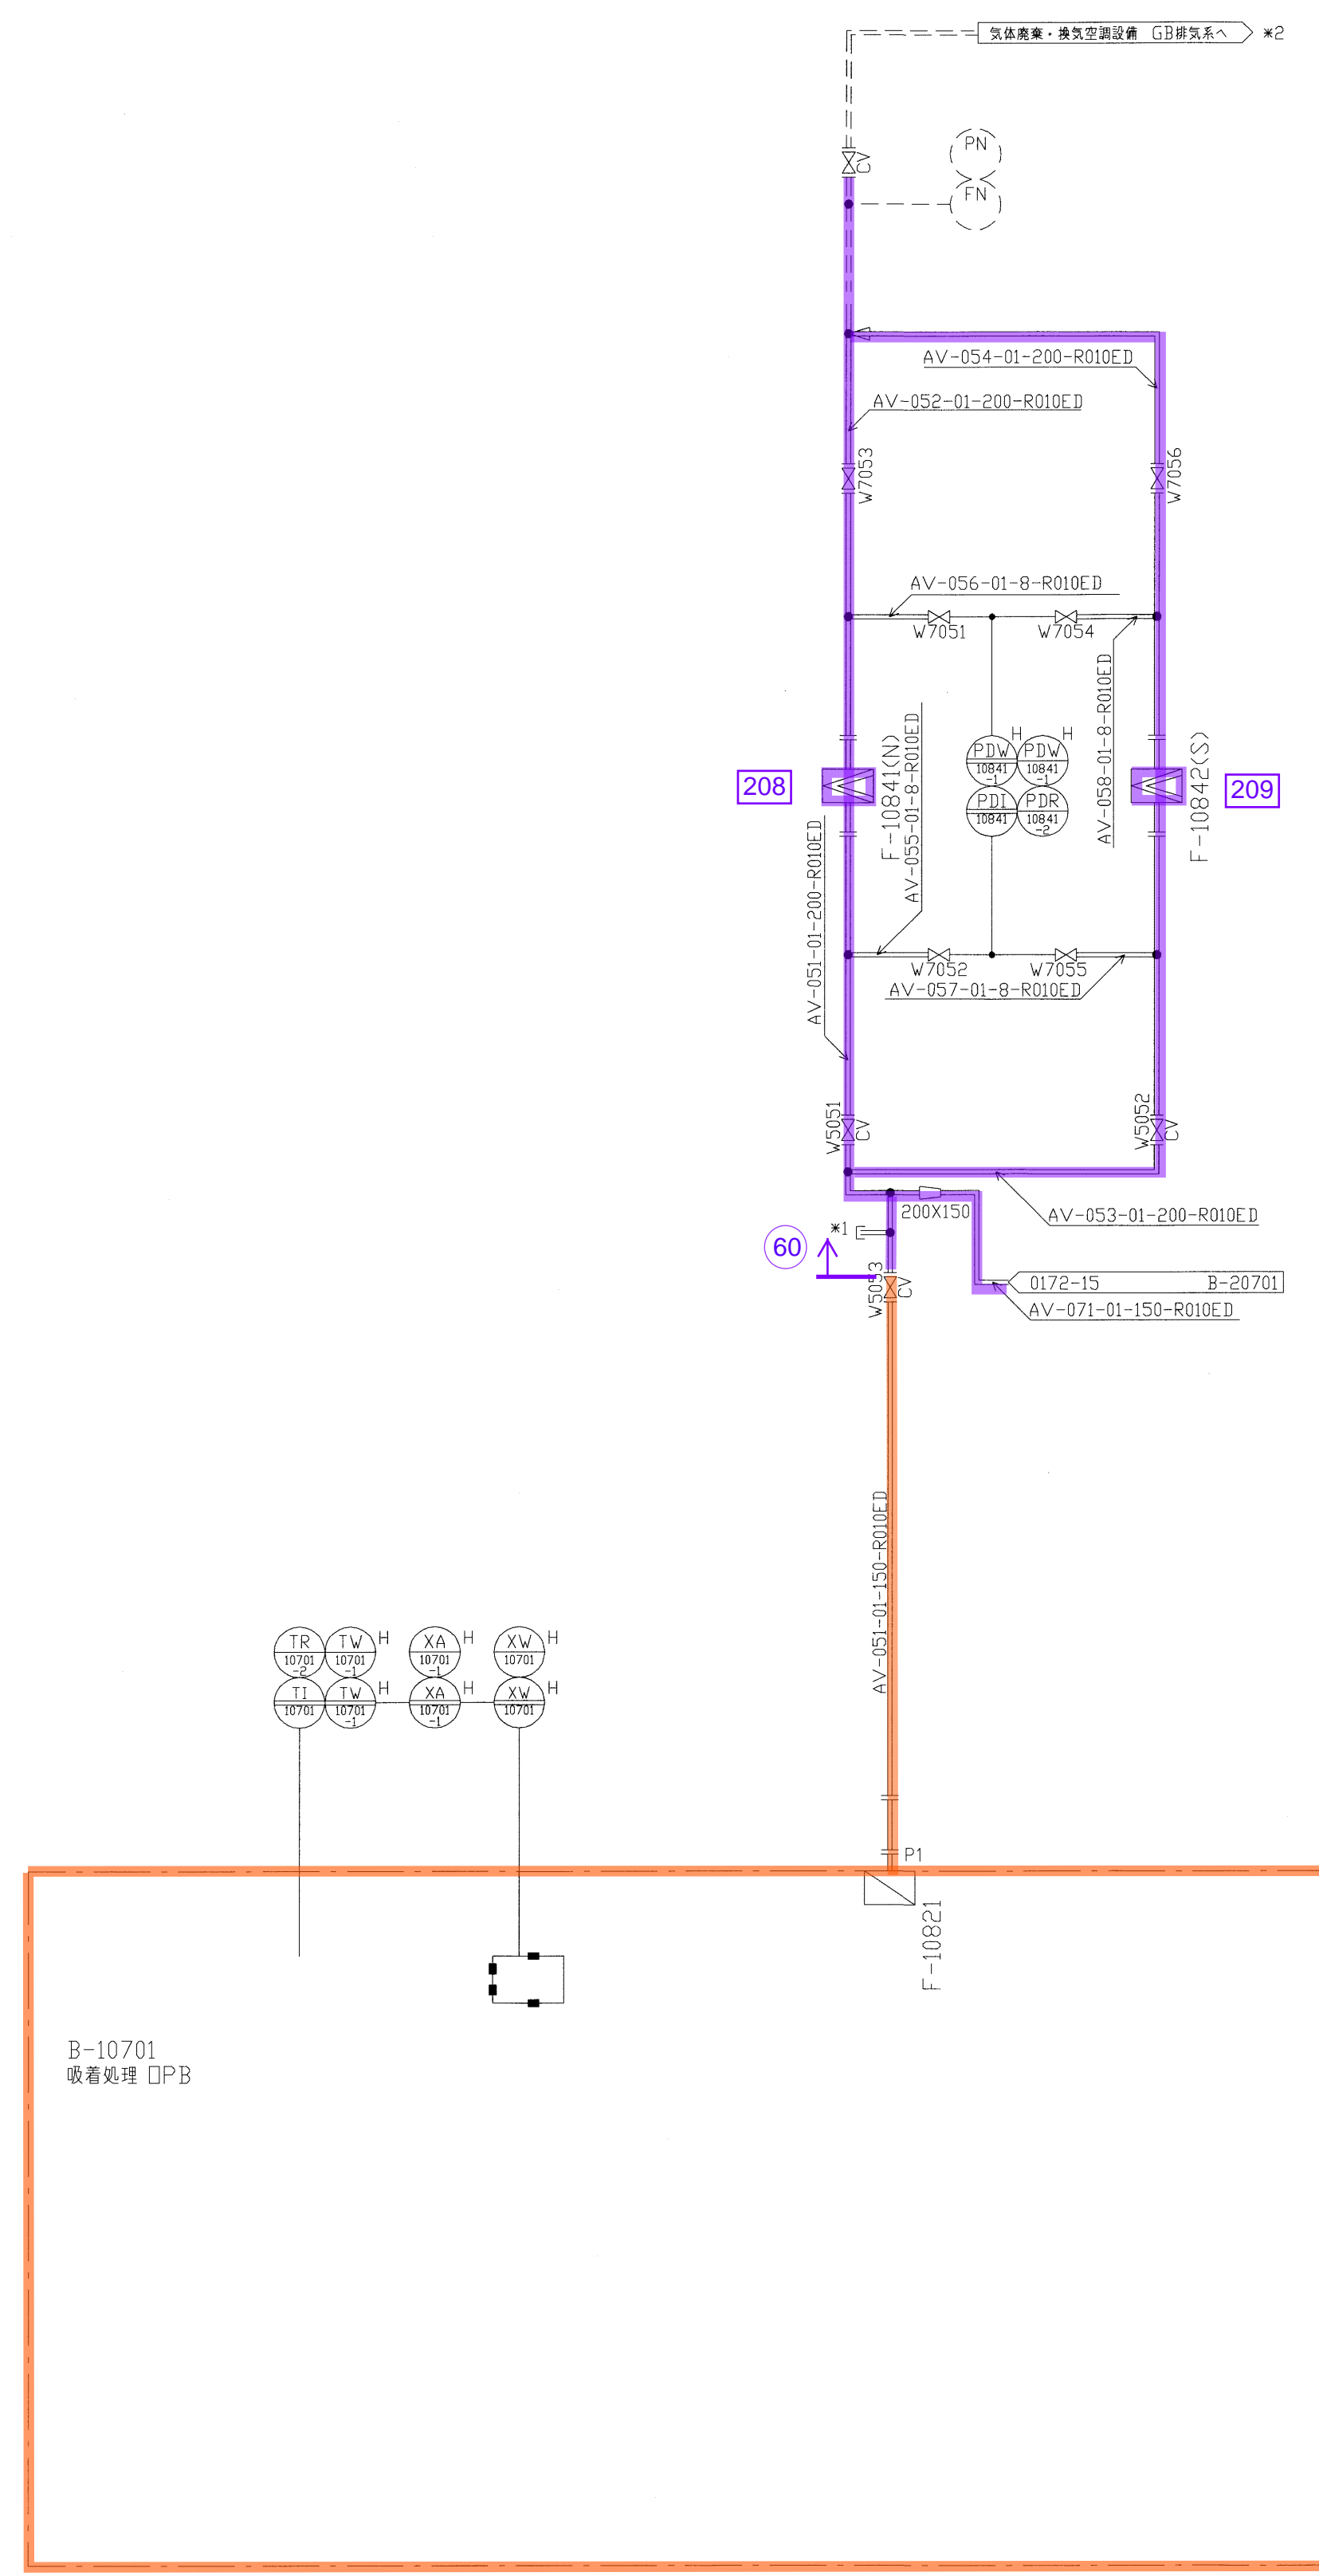 気体廃棄・換気空調設備 GB排気系へ
※2
PN
CV
FN
AV-054-01-200-R010ED
AV-052-01-200-R010ED
W7053
W7056
AV-056-01-8-R010ED
W7051
W7054
AV-058-01-8-R010ED
H
H
PDW
10841
-1
PDW
10841
-1
PDI
10841
PDR
10841
-2
208
F-10841(N)
AV-055-01-8-R010ED
F-10842(S)
209
AV-051-01-200-R010ED
W7052
W7055
AV-057-01-8-R010ED
W5051
CV
W5052
CV
200X150
AV-053-01-200-R010ED
※1
60
W5053
CV
0172-15 B-20701
AV-071-01-150-R010ED
AV-051-01-150-R010ED
TR
10701
-2
TW
10701
-1
H
XA
10701
-1
H
XW
10701
H
TI
10701
TW
10701
-1
H
XA
10701
-1
H
XW
10701
H
P1
F-10821
B-10701
吸着処理 OPB